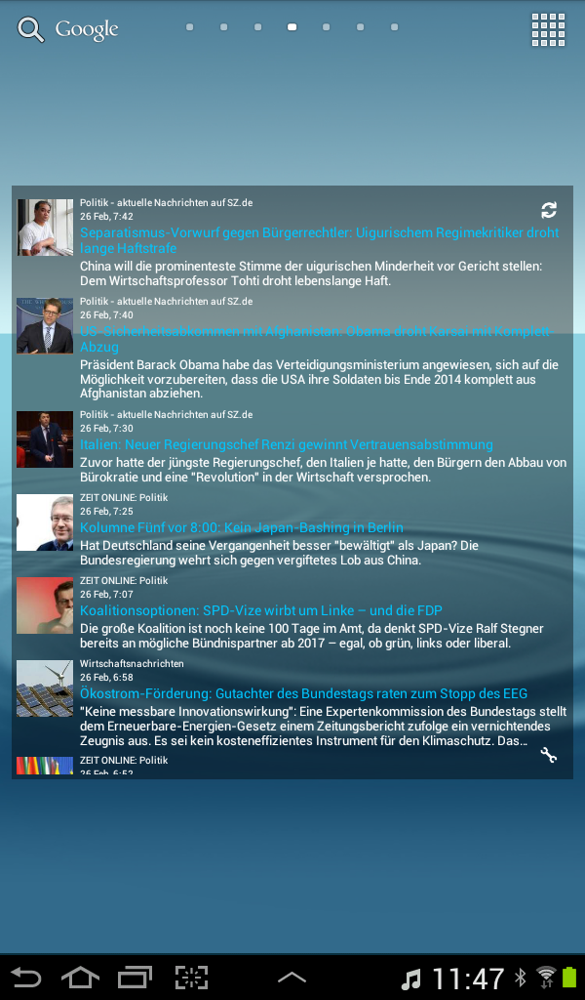 Google
Politik - aktuelle Nachrichten auf SZ.de
26 Feb, 7:42
Separatismus-Vorwurf gegen Bürgerrechtler: Uigurischem Regimekritiker droht
lange Haftstrafe
China will die prominenteste Stimme der uigurischen Minderheit vor Gericht stellen:
Dem Wirtschaftsprofessor Tohti droht lebenslange Haft.
Politik - aktuelle Nachrichten auf SZ.de
26 Feb, 7:40
US-Sicherheitsabkommen mit Afghanistan: Obama droht Karsai mit Komplett-
Abzug
Präsident Barack Obama habe das Verteidigungsministerium angewiesen, sich auf die
Möglichkeit vorzubereiten, dass die USA ihre Soldaten bis Ende 2014 komplett aus
Afghanistan abziehen.
Politik - aktuelle Nachrichten auf SZ.de
26 Feb, 7:30
Italien: Neuer Regierungschef Renzi gewinnt Vertrauensabstimmung
Zuvor hatte der jüngste Regierungschef, den Italien je hatte, den Bürgern den Abbau von
Bürokratie und eine "Revolution" in der Wirtschaft versprochen.
ZEIT ONLINE: Politik
26 Feb, 7:25
Kolumne Fünf vor 8:00: Kein Japan-Bashing in Berlin
Hat Deutschland seine Vergangenheit besser "bewältigt" als Japan? Die
Bundesregierung wehrt sich gegen vergiftetes Lob aus China.
ZEIT ONLINE: Politik
26 Feb, 7:07
Koalitionsoptionen: SPD-Vize wirbt um Linke – und die FDP
Die große Koalition ist noch keine 100 Tage im Amt, da denkt SPD-Vize Ralf Stegner
bereits an mögliche Bündnispartner ab 2017 – egal, ob grün, links oder liberal.
Wirtschaftsnachrichten
26 Feb, 6:58
Ökostrom-Förderung: Gutachter des Bundestags raten zum Stopp des EEG
"Keine messbare Innovationswirkung": Eine Expertenkommission des Bundestags stellt
dem Erneuerbare-Energien-Gesetz einem Zeitungsbericht zufolge ein vernichtendes
Zeugnis aus. Es sei kein kosteneffizientes Instrument für den Klimaschutz. Das...
ZEIT ONLINE: Politik
26 Feb, 6:52
11:47